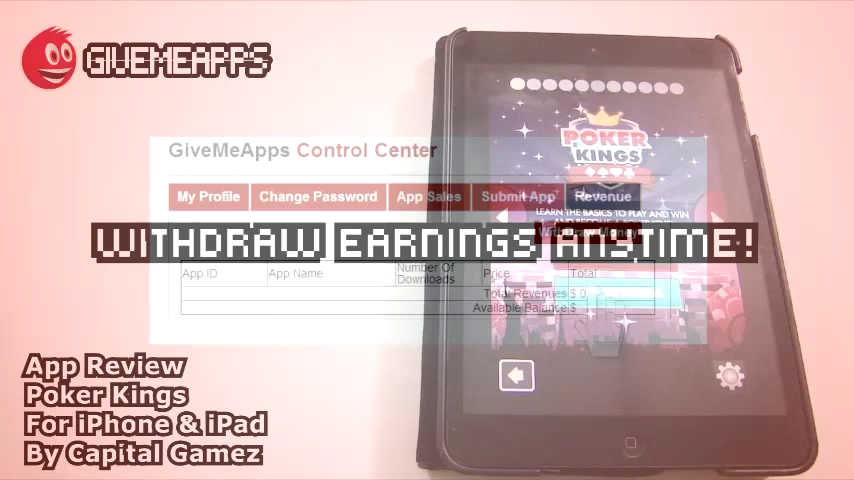 GIVEMEAPPS
POKER
KINGS
GiveMeApps Control Center
My Profile Change Password App Sales Submit App Revenue
LEARN THE BASICS TO PLAY AND WIN
Withdraw Money
WITHDRAW EARNINGS ANYTIME!
App ID App Name Number Of Downloads Price Total
Total Revenues $ 0
Available Balance $
App Review
Poker Kings
For iPhone & iPad
By Capital Gamez